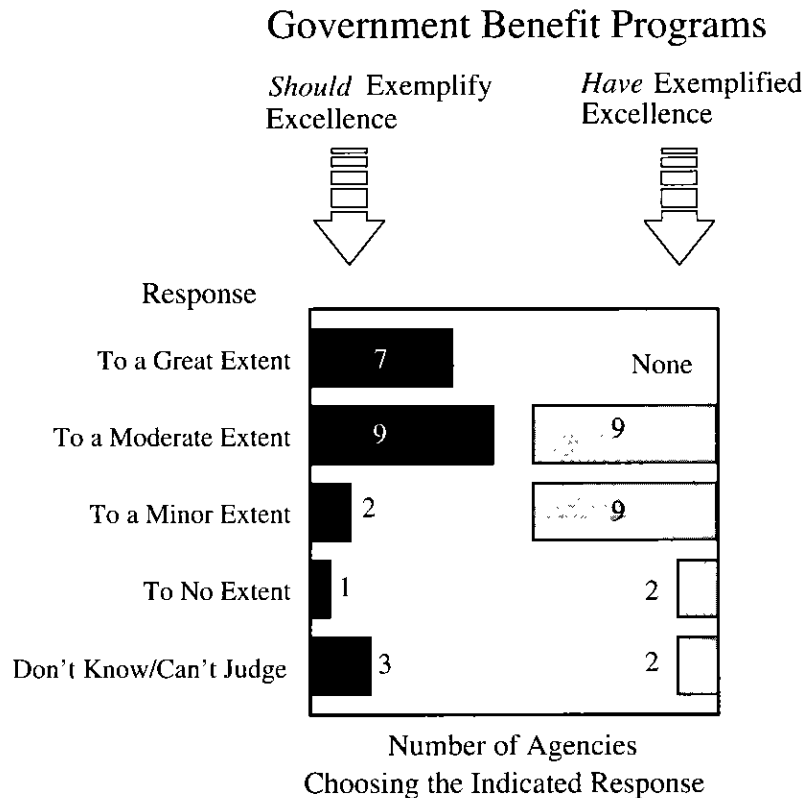 Government Benefit Programs
Should Exemplify Excellence
Have Exemplified Excellence
Response
To a Great Extent
7
None
To a Moderate Extent
9
9
To a Minor Extent
2
9
To No Extent
1
2
Don't Know/Can't Judge
3
2
Number of Agencies
Choosing the Indicated Response